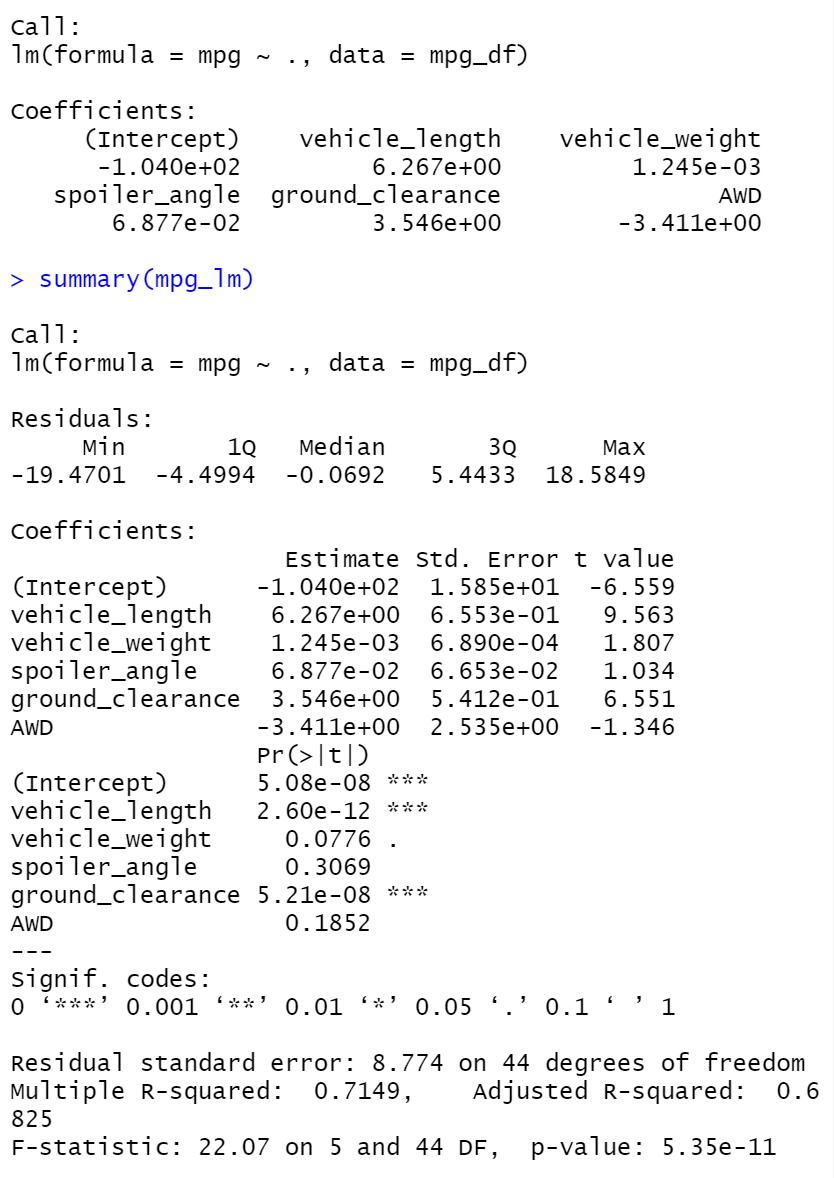 Call:
lm(formula = mpg ~ ., data = mpg_df)
Coefficients:
(Intercept) vehicle_length vehicle_weight
-1.040e+02 6.267e+00 1.245e-03
spoiler_angle ground_clearance AWD
6.877e-02 3.546e+00 -3.411e+00
> summary(mpg_lm)
Call:
lm(formula = mpg ~ ., data = mpg_df)
Residuals:
Min 1Q Median 3Q Max
-19.4701 -4.4994 -0.0692 5.4433 18.5849
Coefficients:
Estimate Std. Error t value
(Intercept) -1.040e+02 1.585e+01 -6.559
vehicle_length 6.267e+00 6.553e-01 9.563
vehicle_weight 1.245e-03 6.890e-04 1.807
spoiler_angle 6.877e-02 6.653e-02 1.034
ground_clearance 3.546e+00 5.412e-01 6.551
AWD -3.411e+00 2.535e+00 -1.346
Pr(>|t|)
(Intercept) 5.08e-08 ***
vehicle_length 2.60e-12 ***
vehicle_weight 0.0776 .
spoiler_angle 0.3069
ground_clearance 5.21e-08 ***
AWD 0.1852
---
Signif. codes:
0 ‘***’ 0.001 ‘**’ 0.01 ‘*’ 0.05 ‘.’ 0.1 ‘ ’ 1
Residual standard error: 8.774 on 44 degrees of freedom
Multiple R-squared: 0.7149, Adjusted R-squared: 0.6
825
F-statistic: 22.07 on 5 and 44 DF, p-value: 5.35e-11